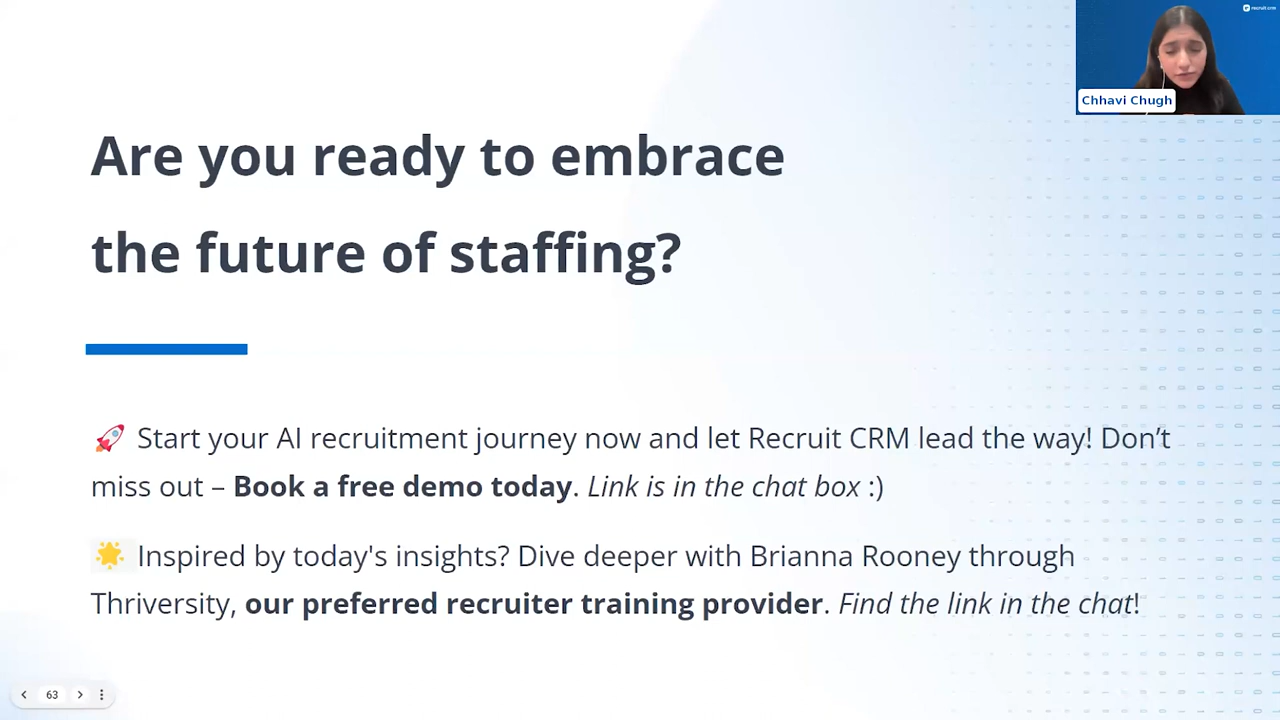 recruit crm
Chhavi Chugh
Are you ready to embrace
the future of staffing?
🚀 Start your AI recruitment journey now and let Recruit CRM lead the way! Don’t
miss out – Book a free demo today. Link is in the chat box :)
🌟 Inspired by today's insights? Dive deeper with Brianna Rooney through
Thriversity, our preferred recruiter training provider. Find the link in the chat!
63